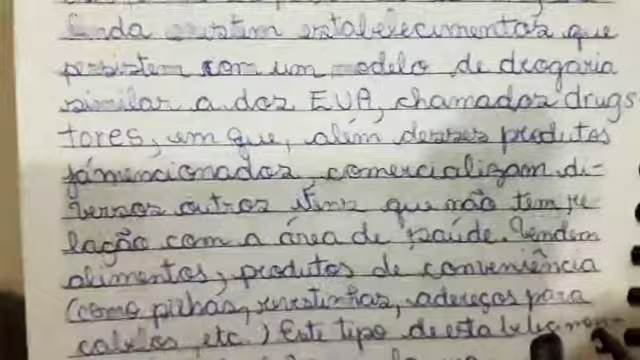 Ainda existem estabelecimentos que
persistem com um modelo de drogaria
similar a dos EUA, chamados drugs
tores, em que, além desses produtos
já mencionados comercializam di-
versos outros itens que não tem re
lação com a área de saúde. Vendem
alimentos, produtos de conveniência
(como pilhas, revistinhas, adereços para
cabelos, etc.) Este tipo de estabelecimen-